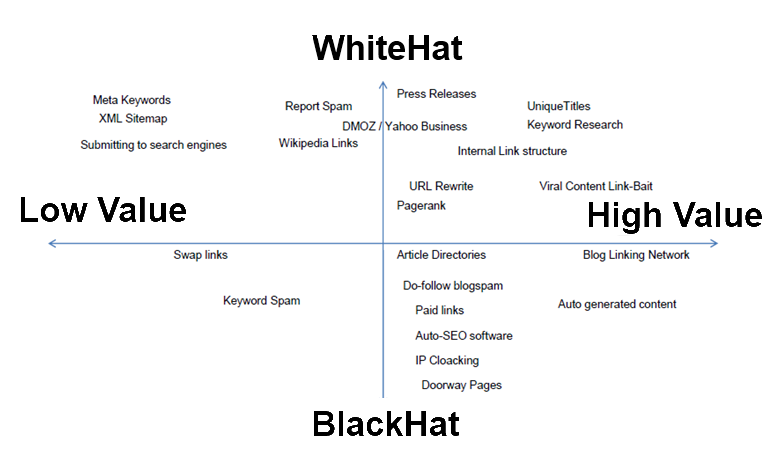 WhiteHat
Press Releases
Meta Keywords
Report Spam
UniqueTitles
XML Sitemap
DMOZ / Yahoo Business
Keyword Research
Submitting to search engines
Wikipedia Links
Internal Link structure
URL Rewrite
Viral Content Link-Bait
Pagerank
Low Value
High Value
Swap links
Article Directories
Blog Linking Network
Do-follow blogspam
Keyword Spam
Auto generated content
Paid links
Auto-SEO software
IP Cloacking
Doorway Pages
BlackHat